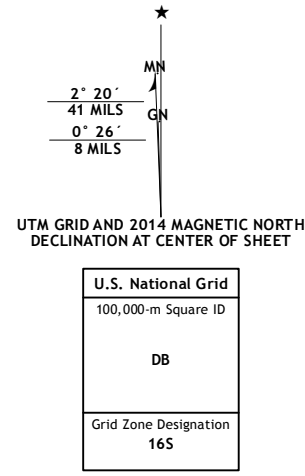 MN
2° 20´
41 MILS
GN
0° 26´
8 MILS
UTM GRID AND 2014 MAGNETIC NORTH
DECLINATION AT CENTER OF SHEET
U.S. National Grid
100,000-m Square ID
DB
Grid Zone Designation
16S